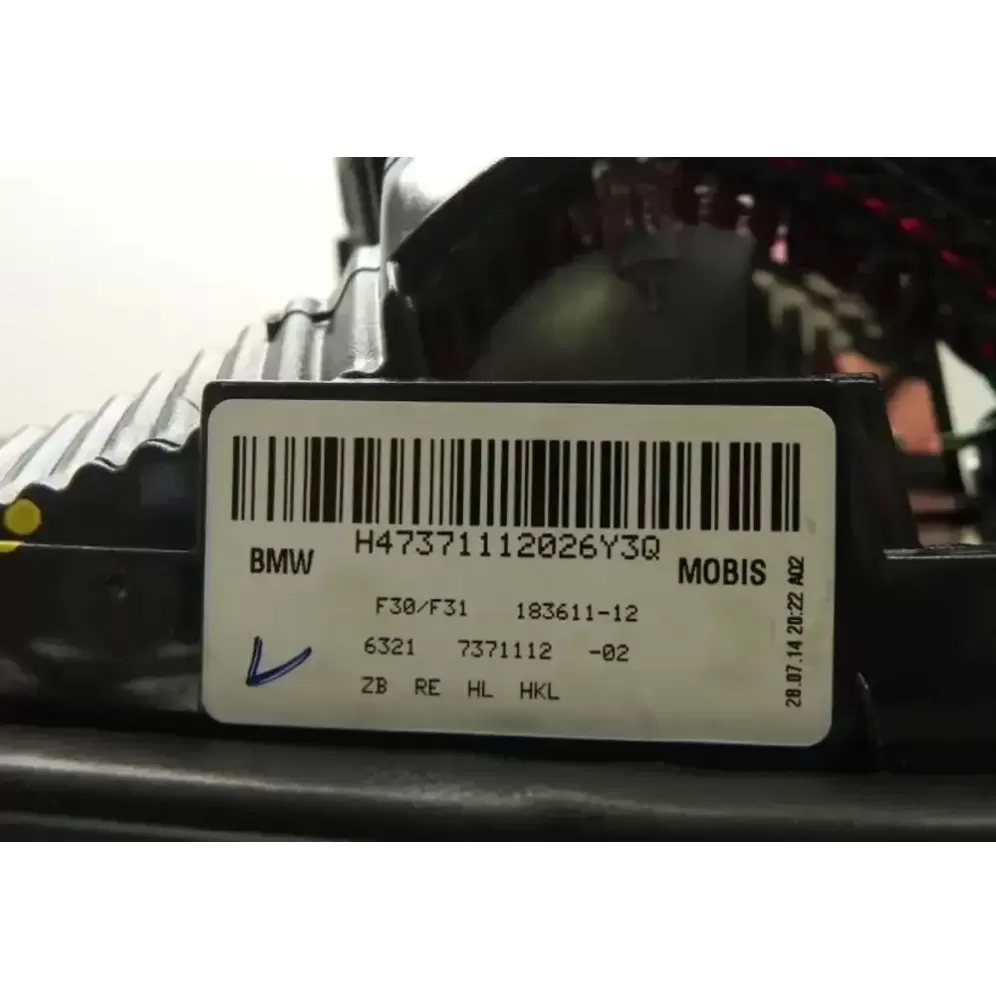 H47371112026Y3Q
BMW
MOBIS
F30/F31 183611-12
6321 7371112 -02
ZB RE HL HKL
28.07.14 20:22 A02